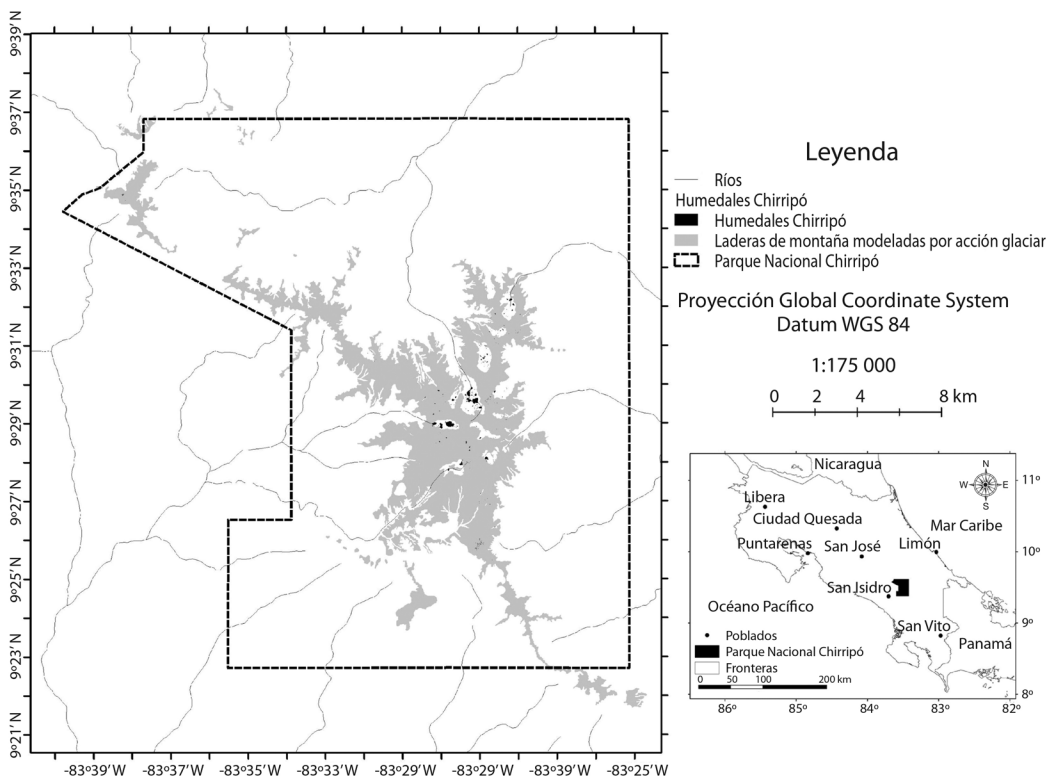 9°39'N
9°37'N
9°35'N
9°33'N
9°31'N
9°29'N
9°27'N
9°25'N
9°23'N
9°21'N
-83°39'W -83°37'W -83°35'W -83°33'W -83°29'W -83°29'W -83°39'W -83°25'W
Leyenda
Ríos
Humedales Chirripó
Humedales Chirripó
Laderas de montaña modeladas por acción glaciar
Parque Nacional Chirripó
Proyección Global Coordinate System
Datum WGS 84
1:175 000
0 2 4 6 8 km
Nicaragua
N
W E
S
11°
Libera
Ciudad Quesada
Mar Caribe
Puntarenas
San José
Limón
10°
San Isidro
Océano Pacífico
San Vito
9°
Panamá
Poblados
Parque Nacional Chirripó
Fronteras
0 50 100 200 km
8°
86° 85° 84° 83° 82°